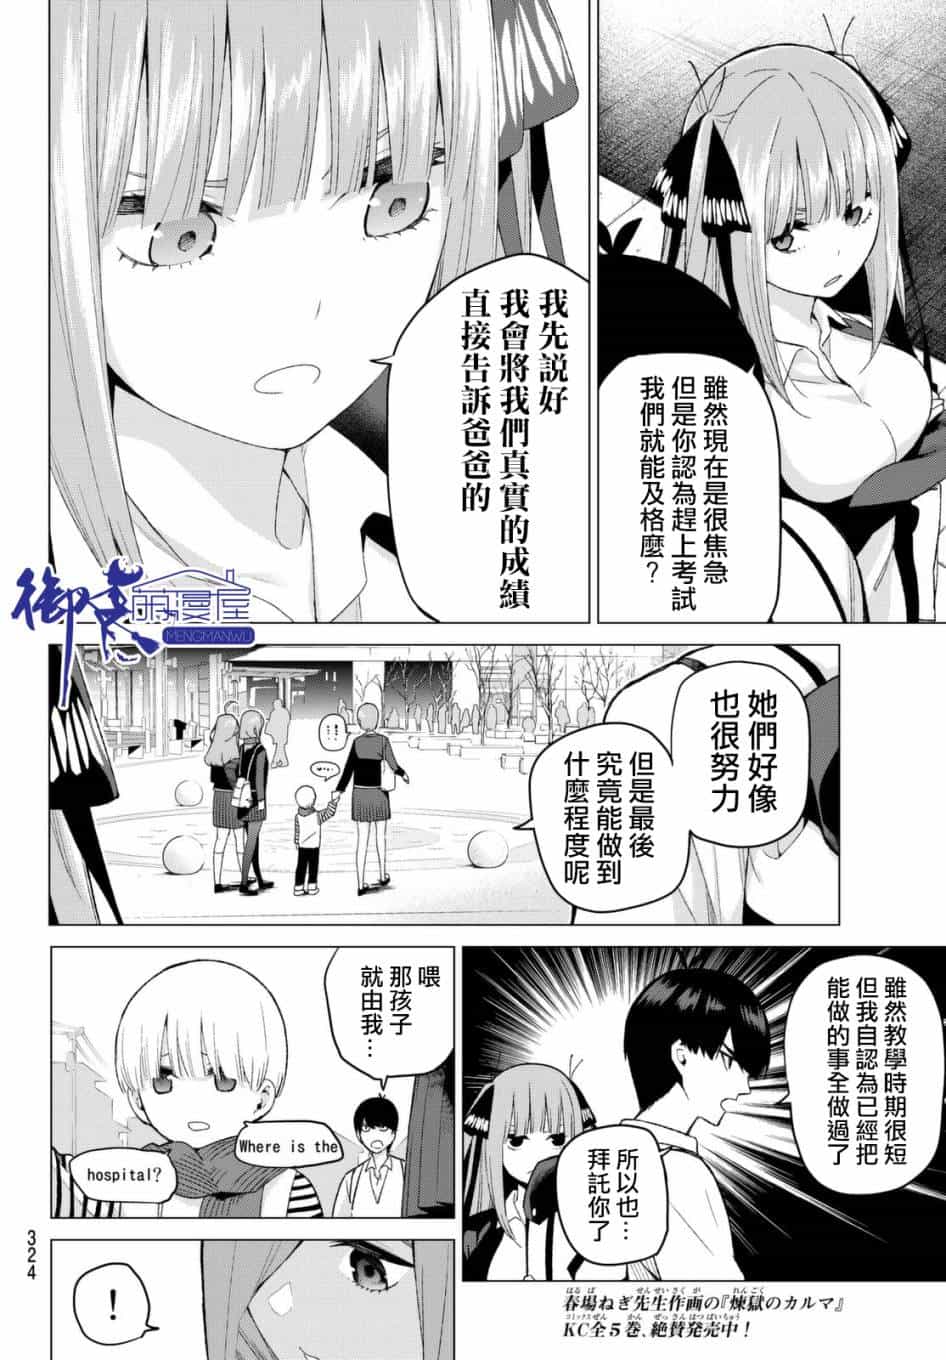 雖然現在是很焦急
但是你認為趕上考試
我們就能及格麼？
我先説好
我會將我們真實的成績
直接告訴爸爸的
御宅萌漫屋
MENGMANWU
她們好像
也很努力
但是最後
究竟能做到
什麼程度呢
雖然教學時期很短
但我自認為已經把
能做的事全做過了
所以也…
拜託你了
喂
那孩子
就由我…
Where is the
hospital?
！
324
春場ねぎ先生作画の『煉獄のカルマ』
KC全5巻、絶賛発売中！